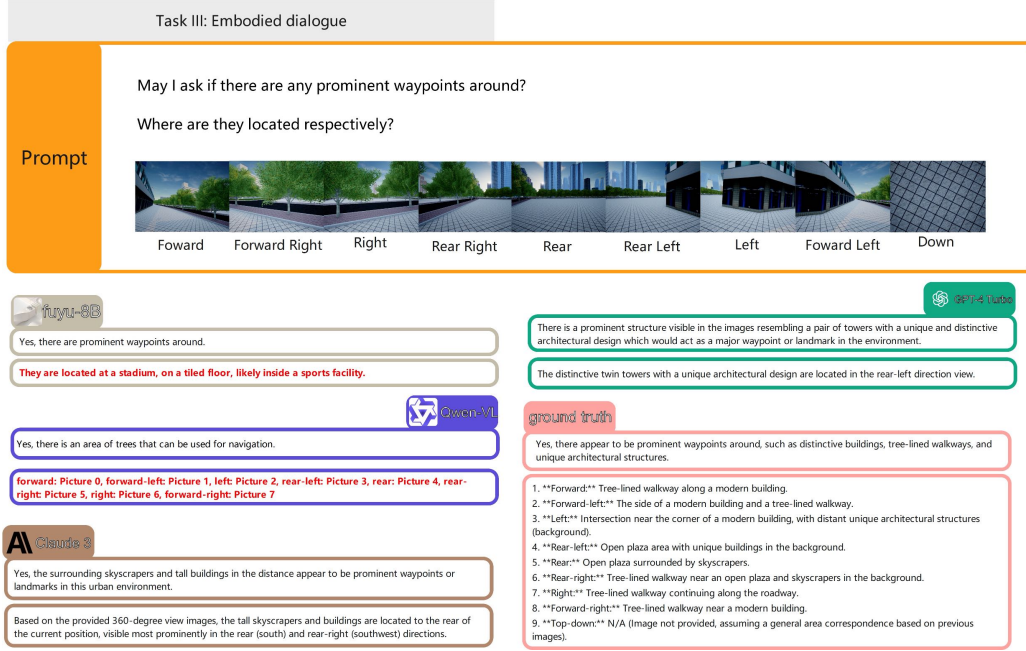 Task III: Embodied dialogue
Prompt
May I ask if there are any prominent waypoints around?
Where are they located respectively?
Foward
Forward Right
Right
Rear Right
Rear
Rear Left
Left
Foward Left
Down
fuyu-8B
Yes, there are prominent waypoints around.
They are located at a stadium, on a tiled floor, likely inside a sports facility.
Qwen-VL
Yes, there is an area of trees that can be used for navigation.
forward: Picture 0, forward-left: Picture 1, left: Picture 2, rear-left: Picture 3, rear: Picture 4, rear-
right: Picture 5, right: Picture 6, forward-right: Picture 7
Claude 3
Yes, the surrounding skyscrapers and tall buildings in the distance appear to be prominent waypoints or
landmarks in this urban environment.
Based on the provided 360-degree view images, the tall skyscrapers and buildings are located to the rear of
the current position, visible most prominently in the rear (south) and rear-right (southwest) directions.
GPT-4 Turbo
There is a prominent structure visible in the images resembling a pair of towers with a unique and distinctive
architectural design which would act as a major waypoint or landmark in the environment.
The distinctive twin towers with a unique architectural design are located in the rear-left direction view.
ground truth
Yes, there appear to be prominent waypoints around, such as distinctive buildings, tree-lined walkways, and
unique architectural structures.
1. **Forward:** Tree-lined walkway along a modern building.
2. **Forward-left:** The side of a modern building and a tree-lined walkway.
3. **Left:** Intersection near the corner of a modern building, with distant unique architectural structures
(background).
4. **Rear-left:** Open plaza area with unique buildings in the background.
5. **Rear:** Open plaza surrounded by skyscrapers.
6. **Rear-right:** Tree-lined walkway near an open plaza and skyscrapers in the background.
7. **Right:** Tree-lined walkway continuing along the roadway.
8. **Forward-right:** Tree-lined walkway near a modern building.
9. **Top-down:** N/A (Image not provided, assuming a general area correspondence based on previous
images).